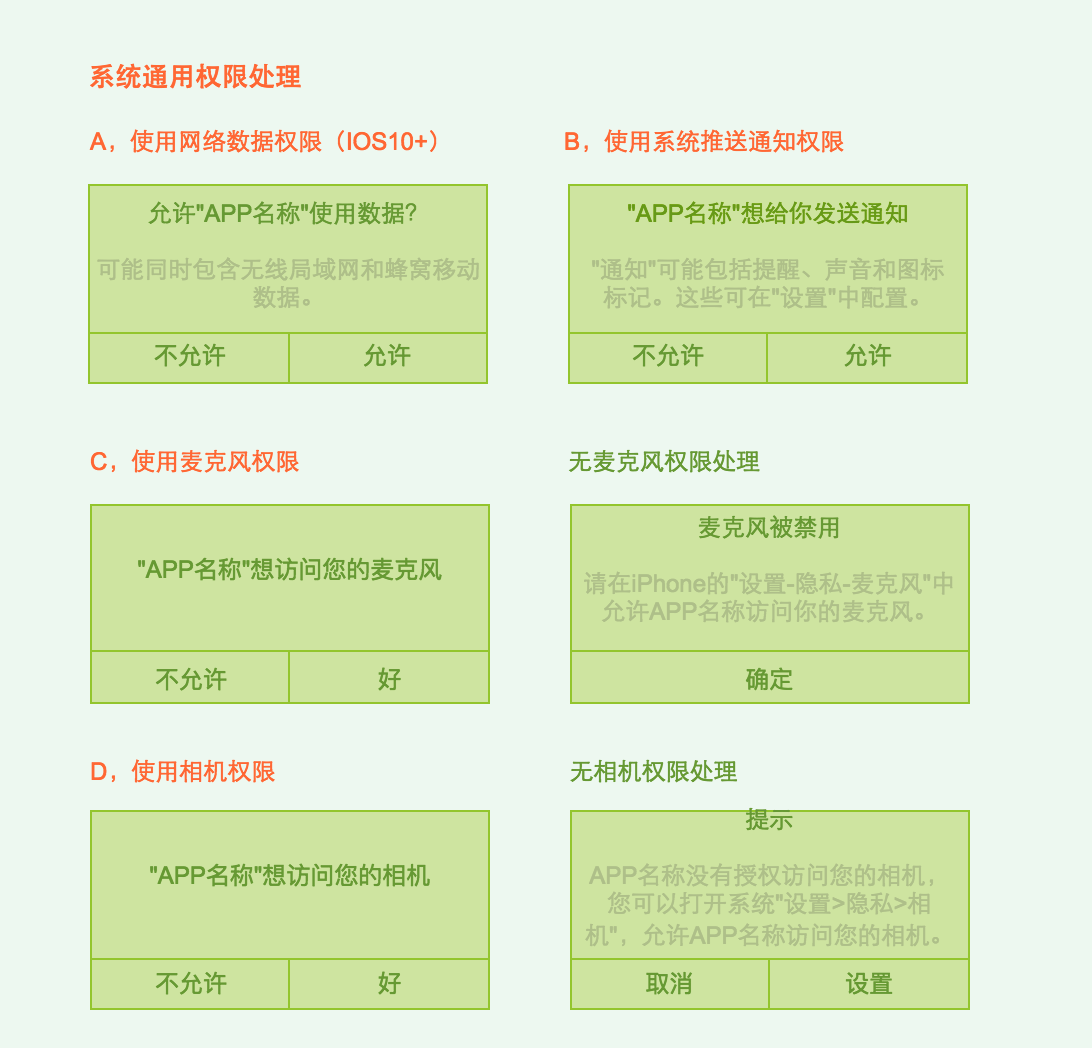 系统通用权限处理
A，使用网络数据权限（IOS10+）
B，使用系统推送通知权限
允许"APP名称"使用数据？
可能同时包含无线局域网和蜂窝移动
数据。
不允许
允许
"APP名称"想给你发送通知
"通知"可能包括提醒、声音和图标
标记。这些可在"设置"中配置。
不允许
允许
C，使用麦克风权限
无麦克风权限处理
"APP名称"想访问您的麦克风
不允许
好
麦克风被禁用
请在iPhone的"设置-隐私-麦克风"中
允许APP名称访问你的麦克风。
确定
D，使用相机权限
无相机权限处理
"APP名称"想访问您的相机
不允许
好
提示
APP名称没有授权访问您的相机，
您可以打开系统"设置>隐私>相
机"，允许APP名称访问您的相机。
取消
设置